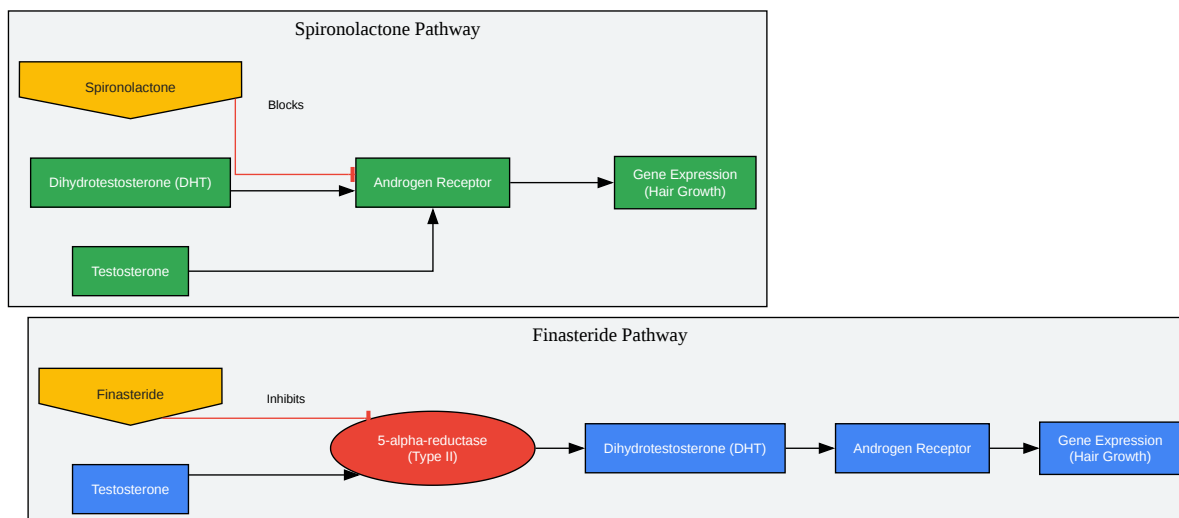 Spironolactone Pathway
Spironolactone
Blocks
Dihydrotestosterone (DHT)
Androgen Receptor
Gene Expression
(Hair Growth)
Testosterone
Finasteride Pathway
Finasteride
Inhibits
5-alpha-reductase
(Type II)
Dihydrotestosterone (DHT)
Androgen Receptor
Gene Expression
(Hair Growth)
Testosterone